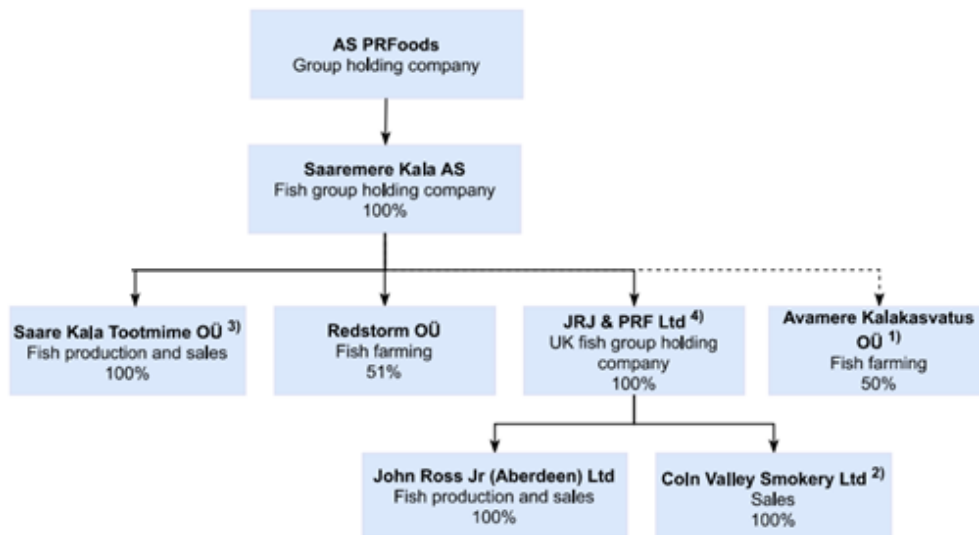 AS PRFoods
Group holding company
Saaremere Kala AS
Fish group holding company
100%
Saare Kala Tootmime OÜ 3)
Fish production and sales
100%
Redstorm OÜ
Fish farming
51%
JRJ & PRF Ltd 4)
UK fish group holding
company
100%
Avamere Kalakasvatus
OÜ 1)
Fish farming
50%
John Ross Jr (Aberdeen) Ltd
Fish production and sales
100%
Coln Valley Smokery Ltd 2)
Sales
100%